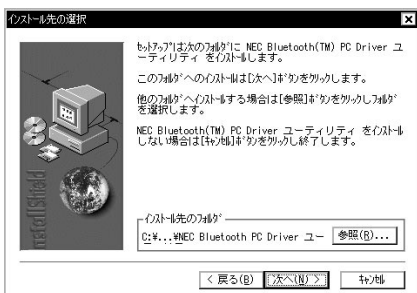 インストール先の選択
セットアップは次のフォルダに NEC Bluetooth(TM) PC Driver ユ
ーティリティ をインストールします。
このフォルダへのインストールは[次へ]ボタンをクリックします。
他のフォルダへインストールする場合は[参照]ボタンをクリックしフォルダ
を選択します。
NEC Bluetooth(TM) PC Driver ユーティリティ をインストール
しない場合は[キャンセル]ボタンをクリックし終了します。
InstallShield
インストール先のフォルダ
C:¥...¥NEC Bluetooth PC Driver ユー
参照(R)...
< 戻る(B)
次へ(N) >
キャンセル